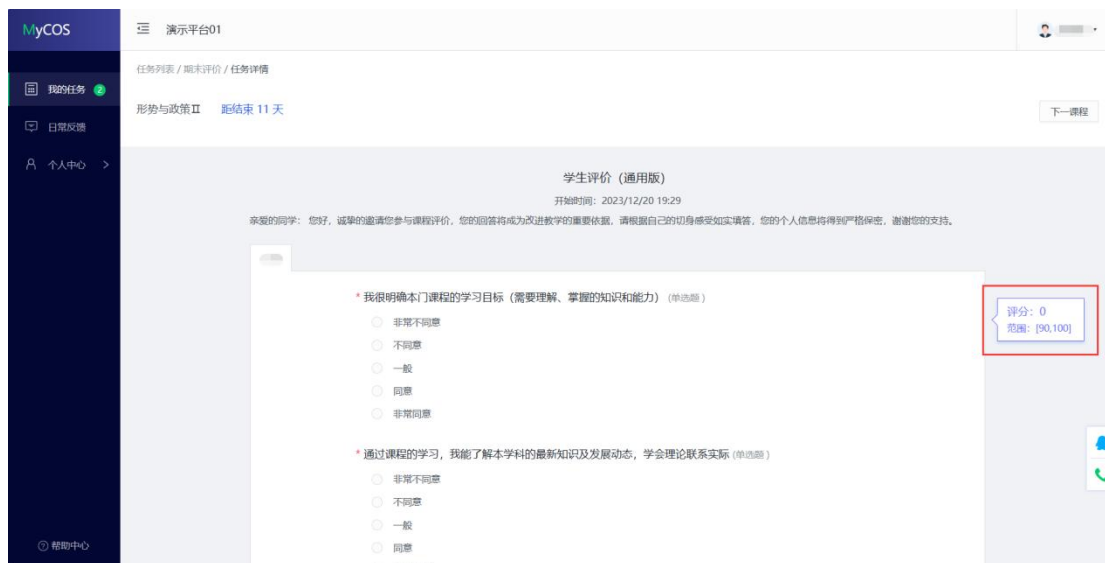 MyCOS
演示平台01
我的任务 2
日常反馈
个人中心 >
帮助中心
任务列表 / 期末评价 / 任务详情
形势与政策Ⅱ 距结束 11 天
下一课程
学生评价（通用版）
开始时间：2023/12/20 19:29
亲爱的同学： 您好，诚挚的邀请您参与课程评价，您的回答将成为改进教学的重要依据，请根据自己的切身感受如实填答，您的个人信息将得到严格保密，谢谢您的支持。
* 我很明确本门课程的学习目标（需要理解、掌握的知识和能力）(单选题)
非常不同意
不同意
一般
同意
非常同意
评分：0
范围：[90,100]
* 通过课程的学习，我能了解本学科的最新知识及发展动态，学会理论联系实际 (单选题)
非常不同意
不同意
一般
同意